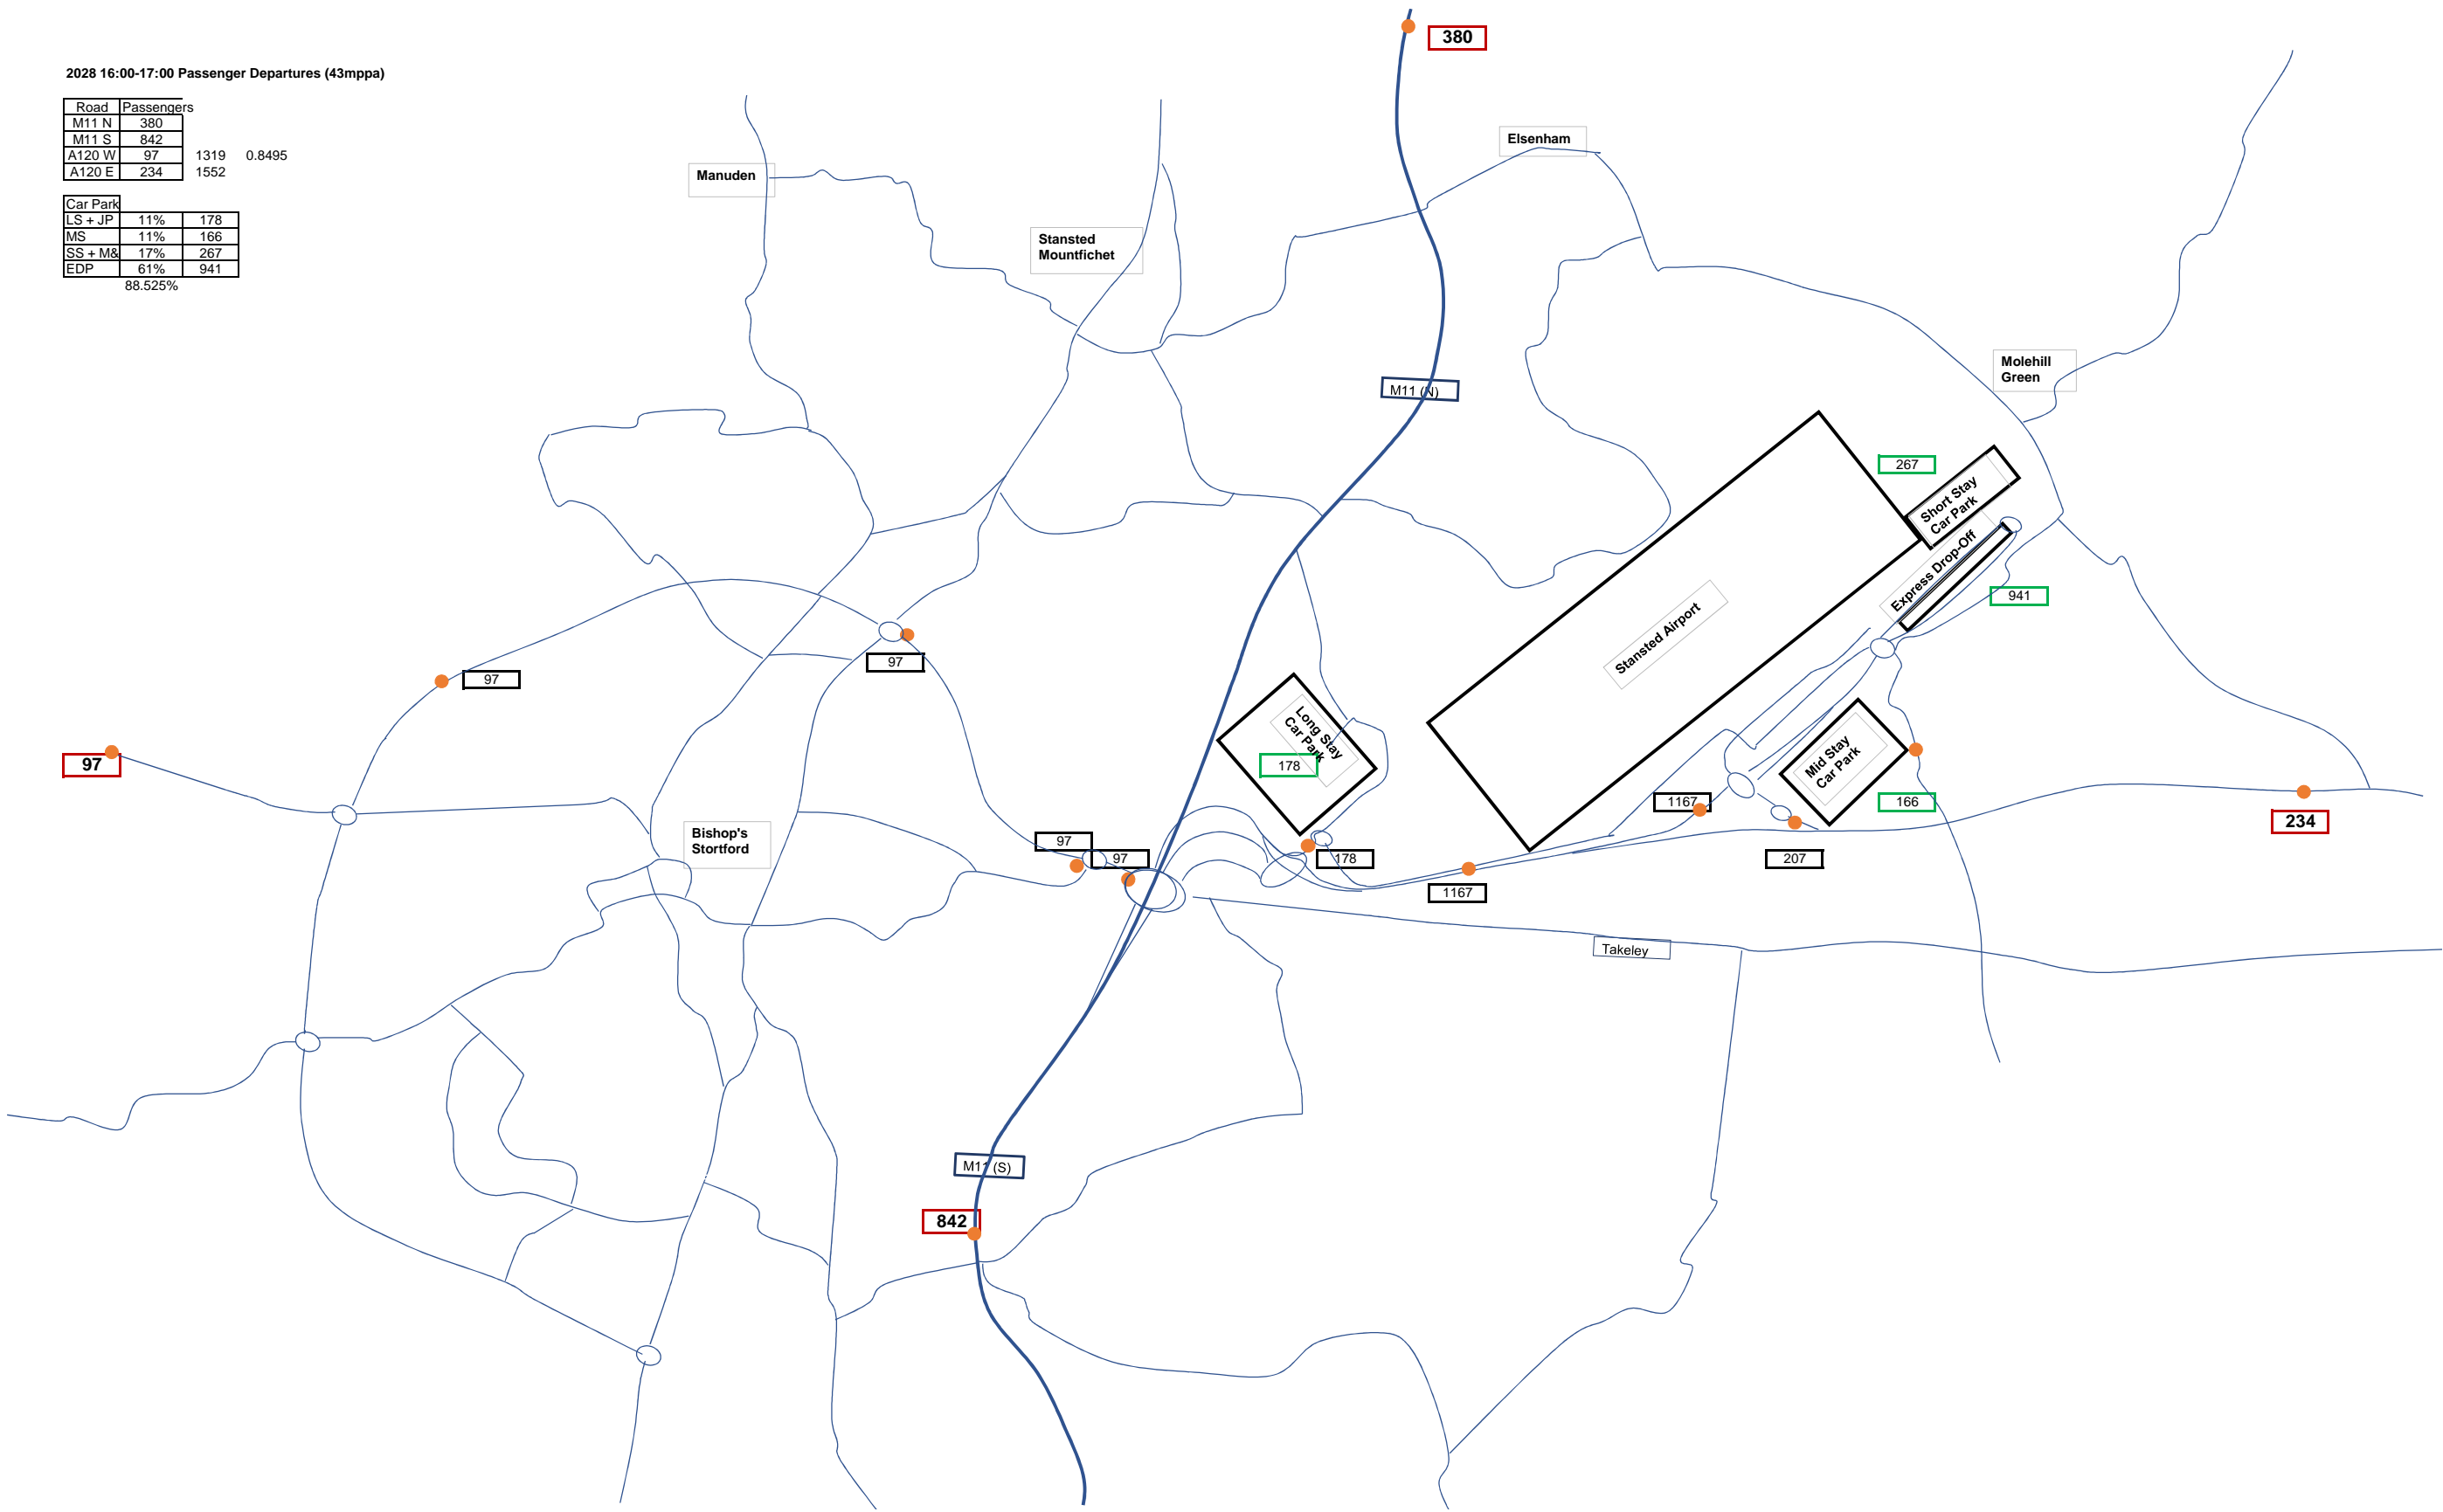 380
2028 16:00-17:00 Passenger Departures (43mppa)
Road Passengers
M11 N 380
M11 S 842
A120 W 97 1319 0.8495
A120 E 234 1552
Car Park
LS + JP 11% 178
MS 11% 166
SS + M& 17% 267
EDP 61% 941
88.525%
Elsenham
Manuden
Stansted
Mountfichet
Molehill
Green
M11 (N)
267
Short Stay
Car Park
Express Drop-Off
941
Stansted Airport
97
97
Long Stay
Car Park
178
Mid Stay
Car Park
97
1167
166
234
Bishop's
Stortford
97
97
178
207
1167
Takeley
M11 (S)
842